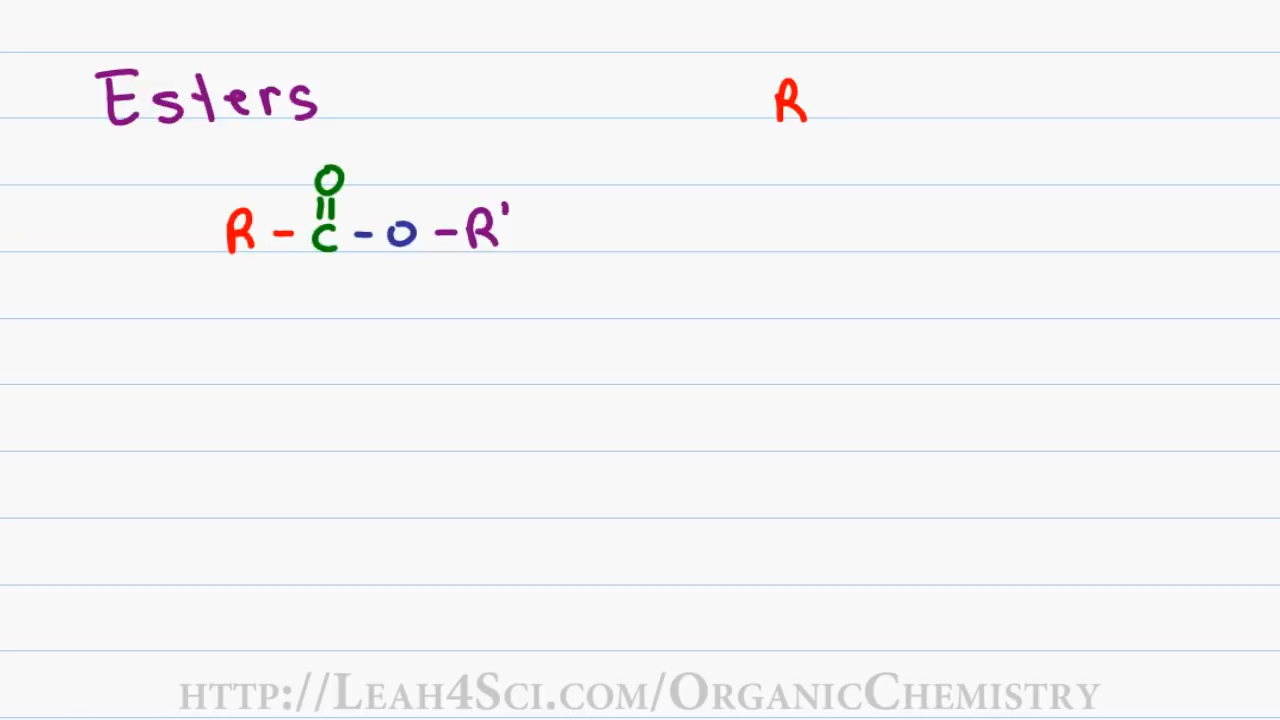 Esters R
O
R - C - O - R'
http://Leah4Sci.com/OrganicChemistry